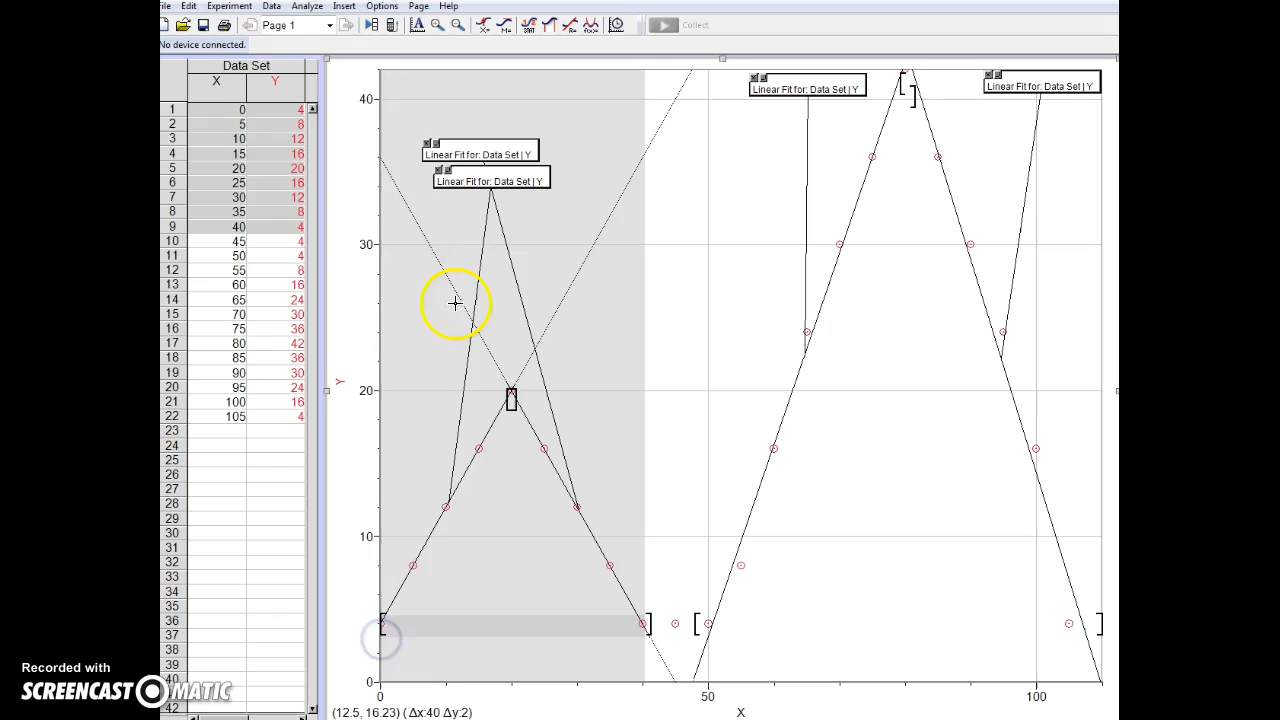 File Edit Experiment Data Analyze Insert Options Page Help
Page 1 Collect
No device connected.
Data Set
X Y
1 0 4
2 5 8
3 10 12
4 15 16
5 20 20
6 25 16
7 30 12
8 35 8
9 40 4
10 45 4
11 50 4
12 55 8
13 60 16
14 65 24
15 70 30
16 75 36
17 80 42
18 85 36
19 90 30
20 95 24
21 100 16
22 105 4
23
24
25
26
27
28
29
30
31
32
33
34
35
36
37
38
39
40
41
42
Linear Fit for: Data Set | Y
Linear Fit for: Data Set | Y
Linear Fit for: Data Set | Y
Linear Fit for: Data Set | Y
40
30
20
10
0
Y
0 50 100
(12.5, 16.23) (Δx:40 Δy:2)
X
Recorded with
SCREENCAST-O-MATIC